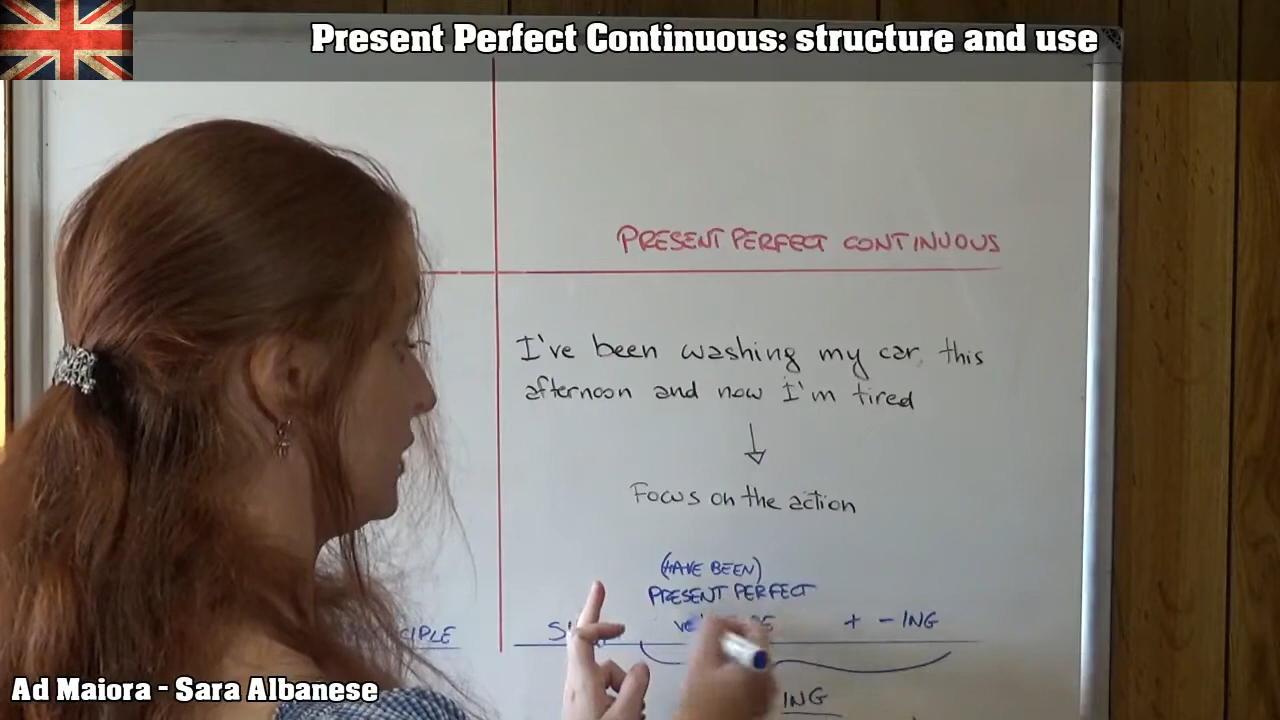 Present Perfect Continuous: structure and use
PRESENT PERFECT CONTINUOUS
I've been washing my car this
afternoon and now I'm tired
Focus on the action
(HAVE BEEN)
PRESENT PERFECT
+ -ING
ING
Ad Maiora - Sara Albanese